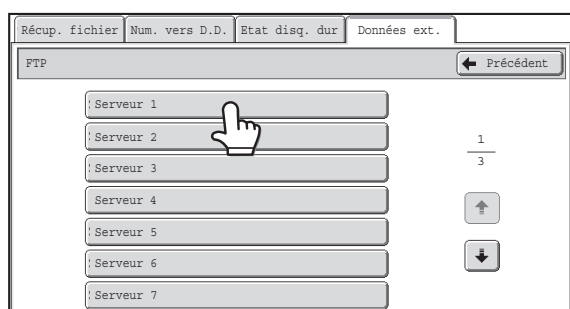 Récup. fichier Num. vers D.D. Etat disq. dur Données ext.
FTP Précédent
Serveur 1
Serveur 2
Serveur 3
Serveur 4
Serveur 5
Serveur 6
Serveur 7
1
3